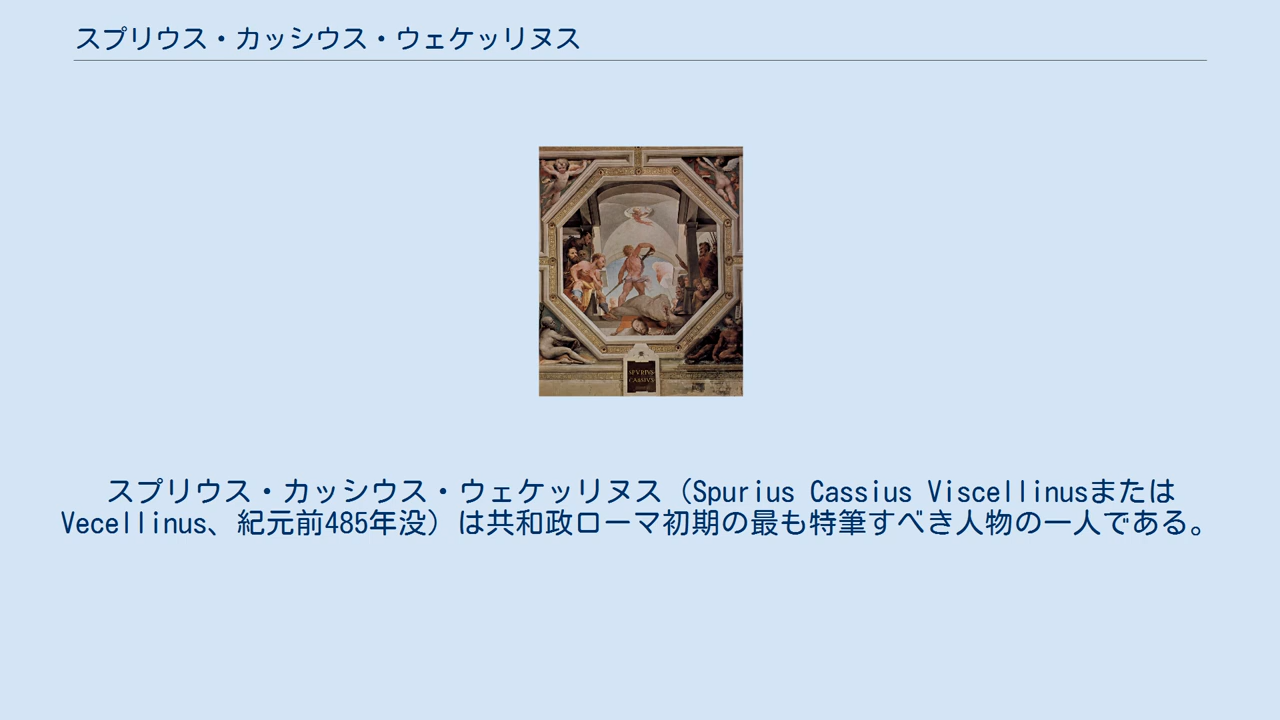 スプリウス・カッシウス・ウェケッリヌス
SPVRIVS
CASSIVS
スプリウス・カッシウス・ウェケッリヌス（Spurius Cassius Viscellinusまたは
Vecellinus、紀元前485年没）は共和政ローマ初期の最も特筆すべき人物の一人である。